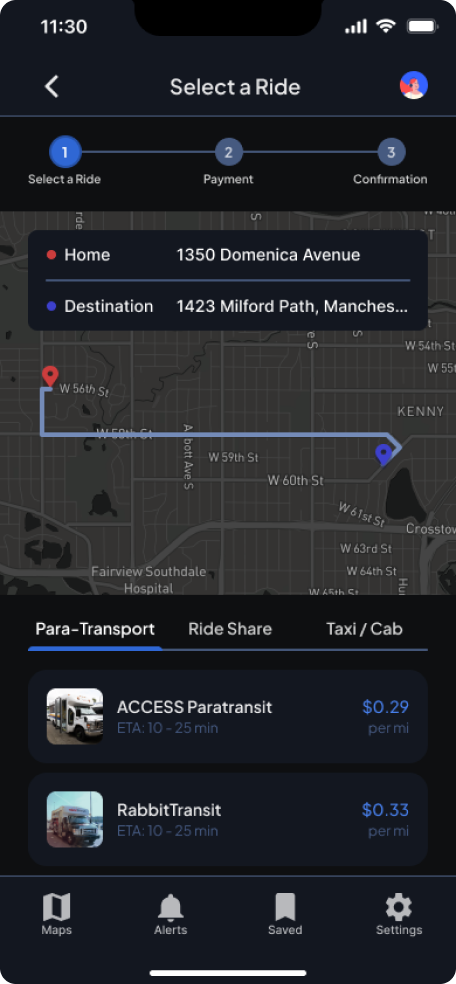 11:30
Select a Ride
1
2
3
Select a Ride
Payment
Confirmation
Home
1350 Domenica Avenue
Destination
1423 Milford Path, Manches...
W 54th St
W 55t
W 56th St
KENNY
W 58th St
Abbott Ave S
W 59th St
W 60th St
W 61st St
Crosstow
W 63rd St
W 64th St
Fairview Southdale
Hospital
W 65th St
Para-Transport
Ride Share
Taxi / Cab
ACCESS Paratransit
$0.29
ETA: 10 - 25 min
per mi
RabbitTransit
$0.33
ETA: 10 - 25 min
per mi
Maps
Alerts
Saved
Settings